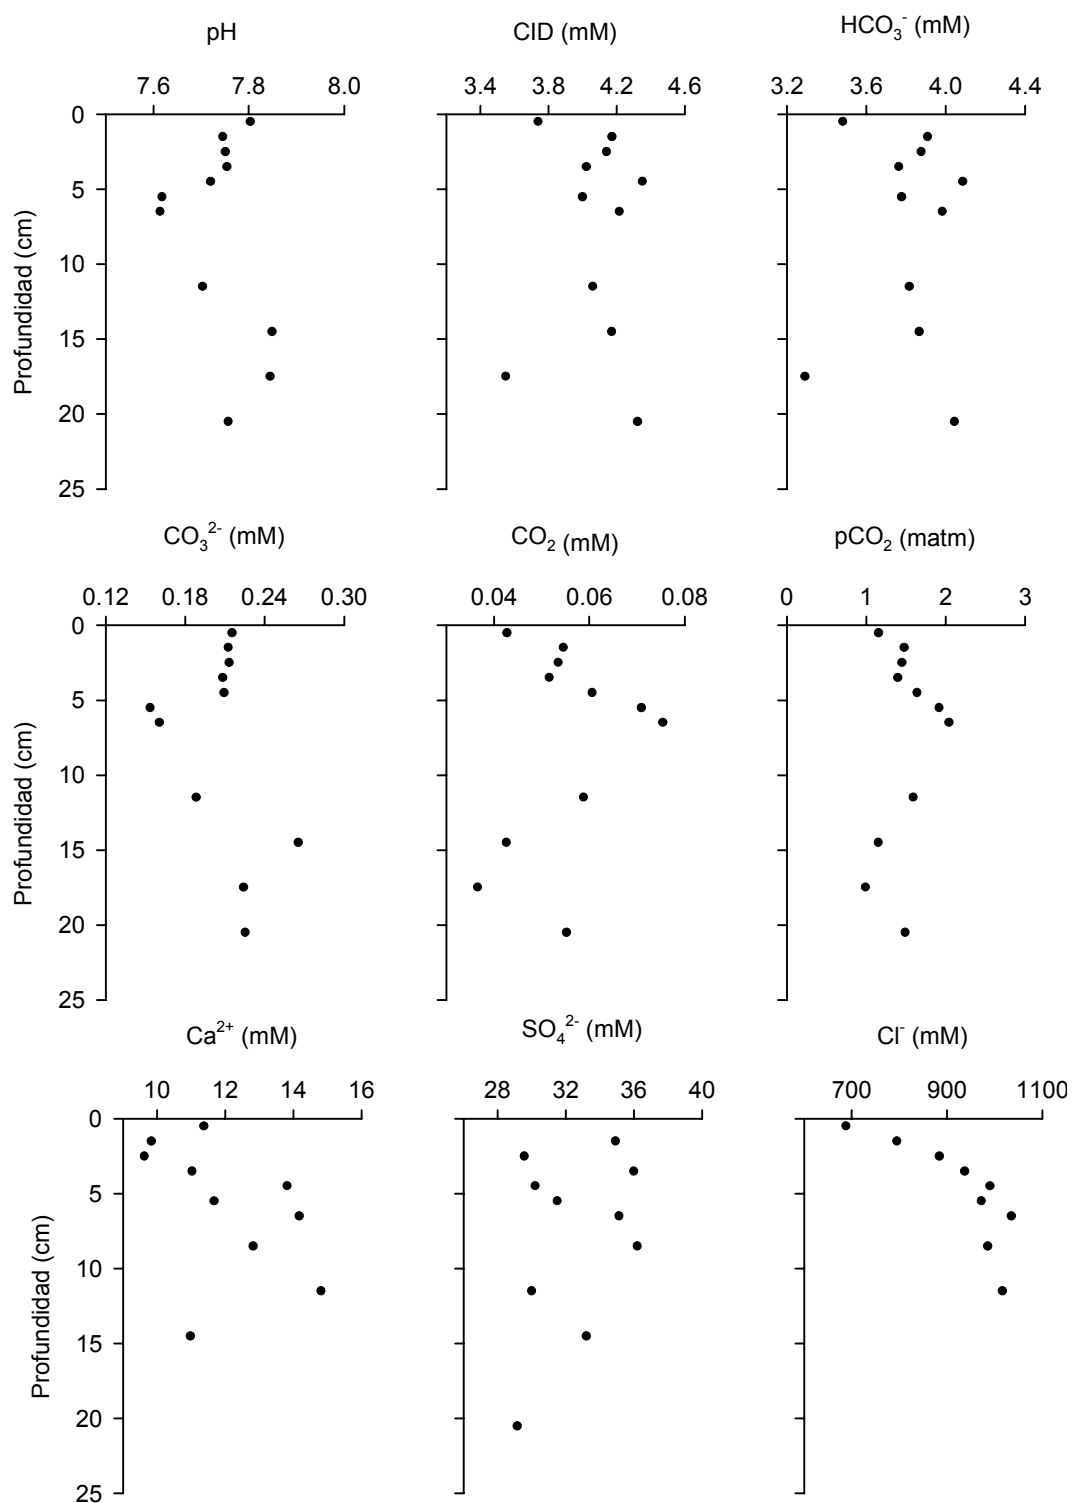 pH CID (mM) HCO₃⁻ (mM)
7.6 7.8 8.0 3.4 3.8 4.2 4.6 3.2 3.6 4.0 4.4
0
5
10
15
20
25
Profundidad (cm)
CO₃²⁻ (mM) CO₂ (mM) pCO₂ (matm)
0.12 0.18 0.24 0.30 0.04 0.06 0.08 0 1 2 3
0
5
10
15
20
25
Profundidad (cm)
Ca²⁺ (mM) SO₄²⁻ (mM) Cl⁻ (mM)
10 12 14 16 28 32 36 40 700 900 1100
0
5
10
15
20
25
Profundidad (cm)